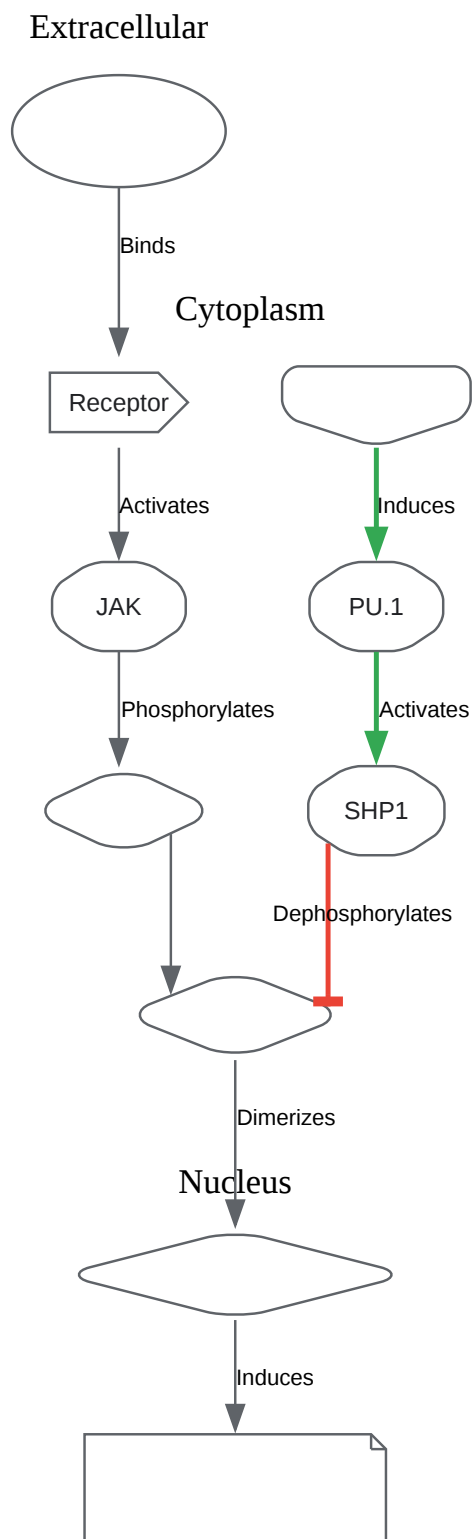 Extracellular
Binds
Cytoplasm
Receptor
Activates
Induces
JAK
PU.1
Phosphorylates
Activates
SHP1
Dephosphorylates
Dimerizes
Nucleus
Induces